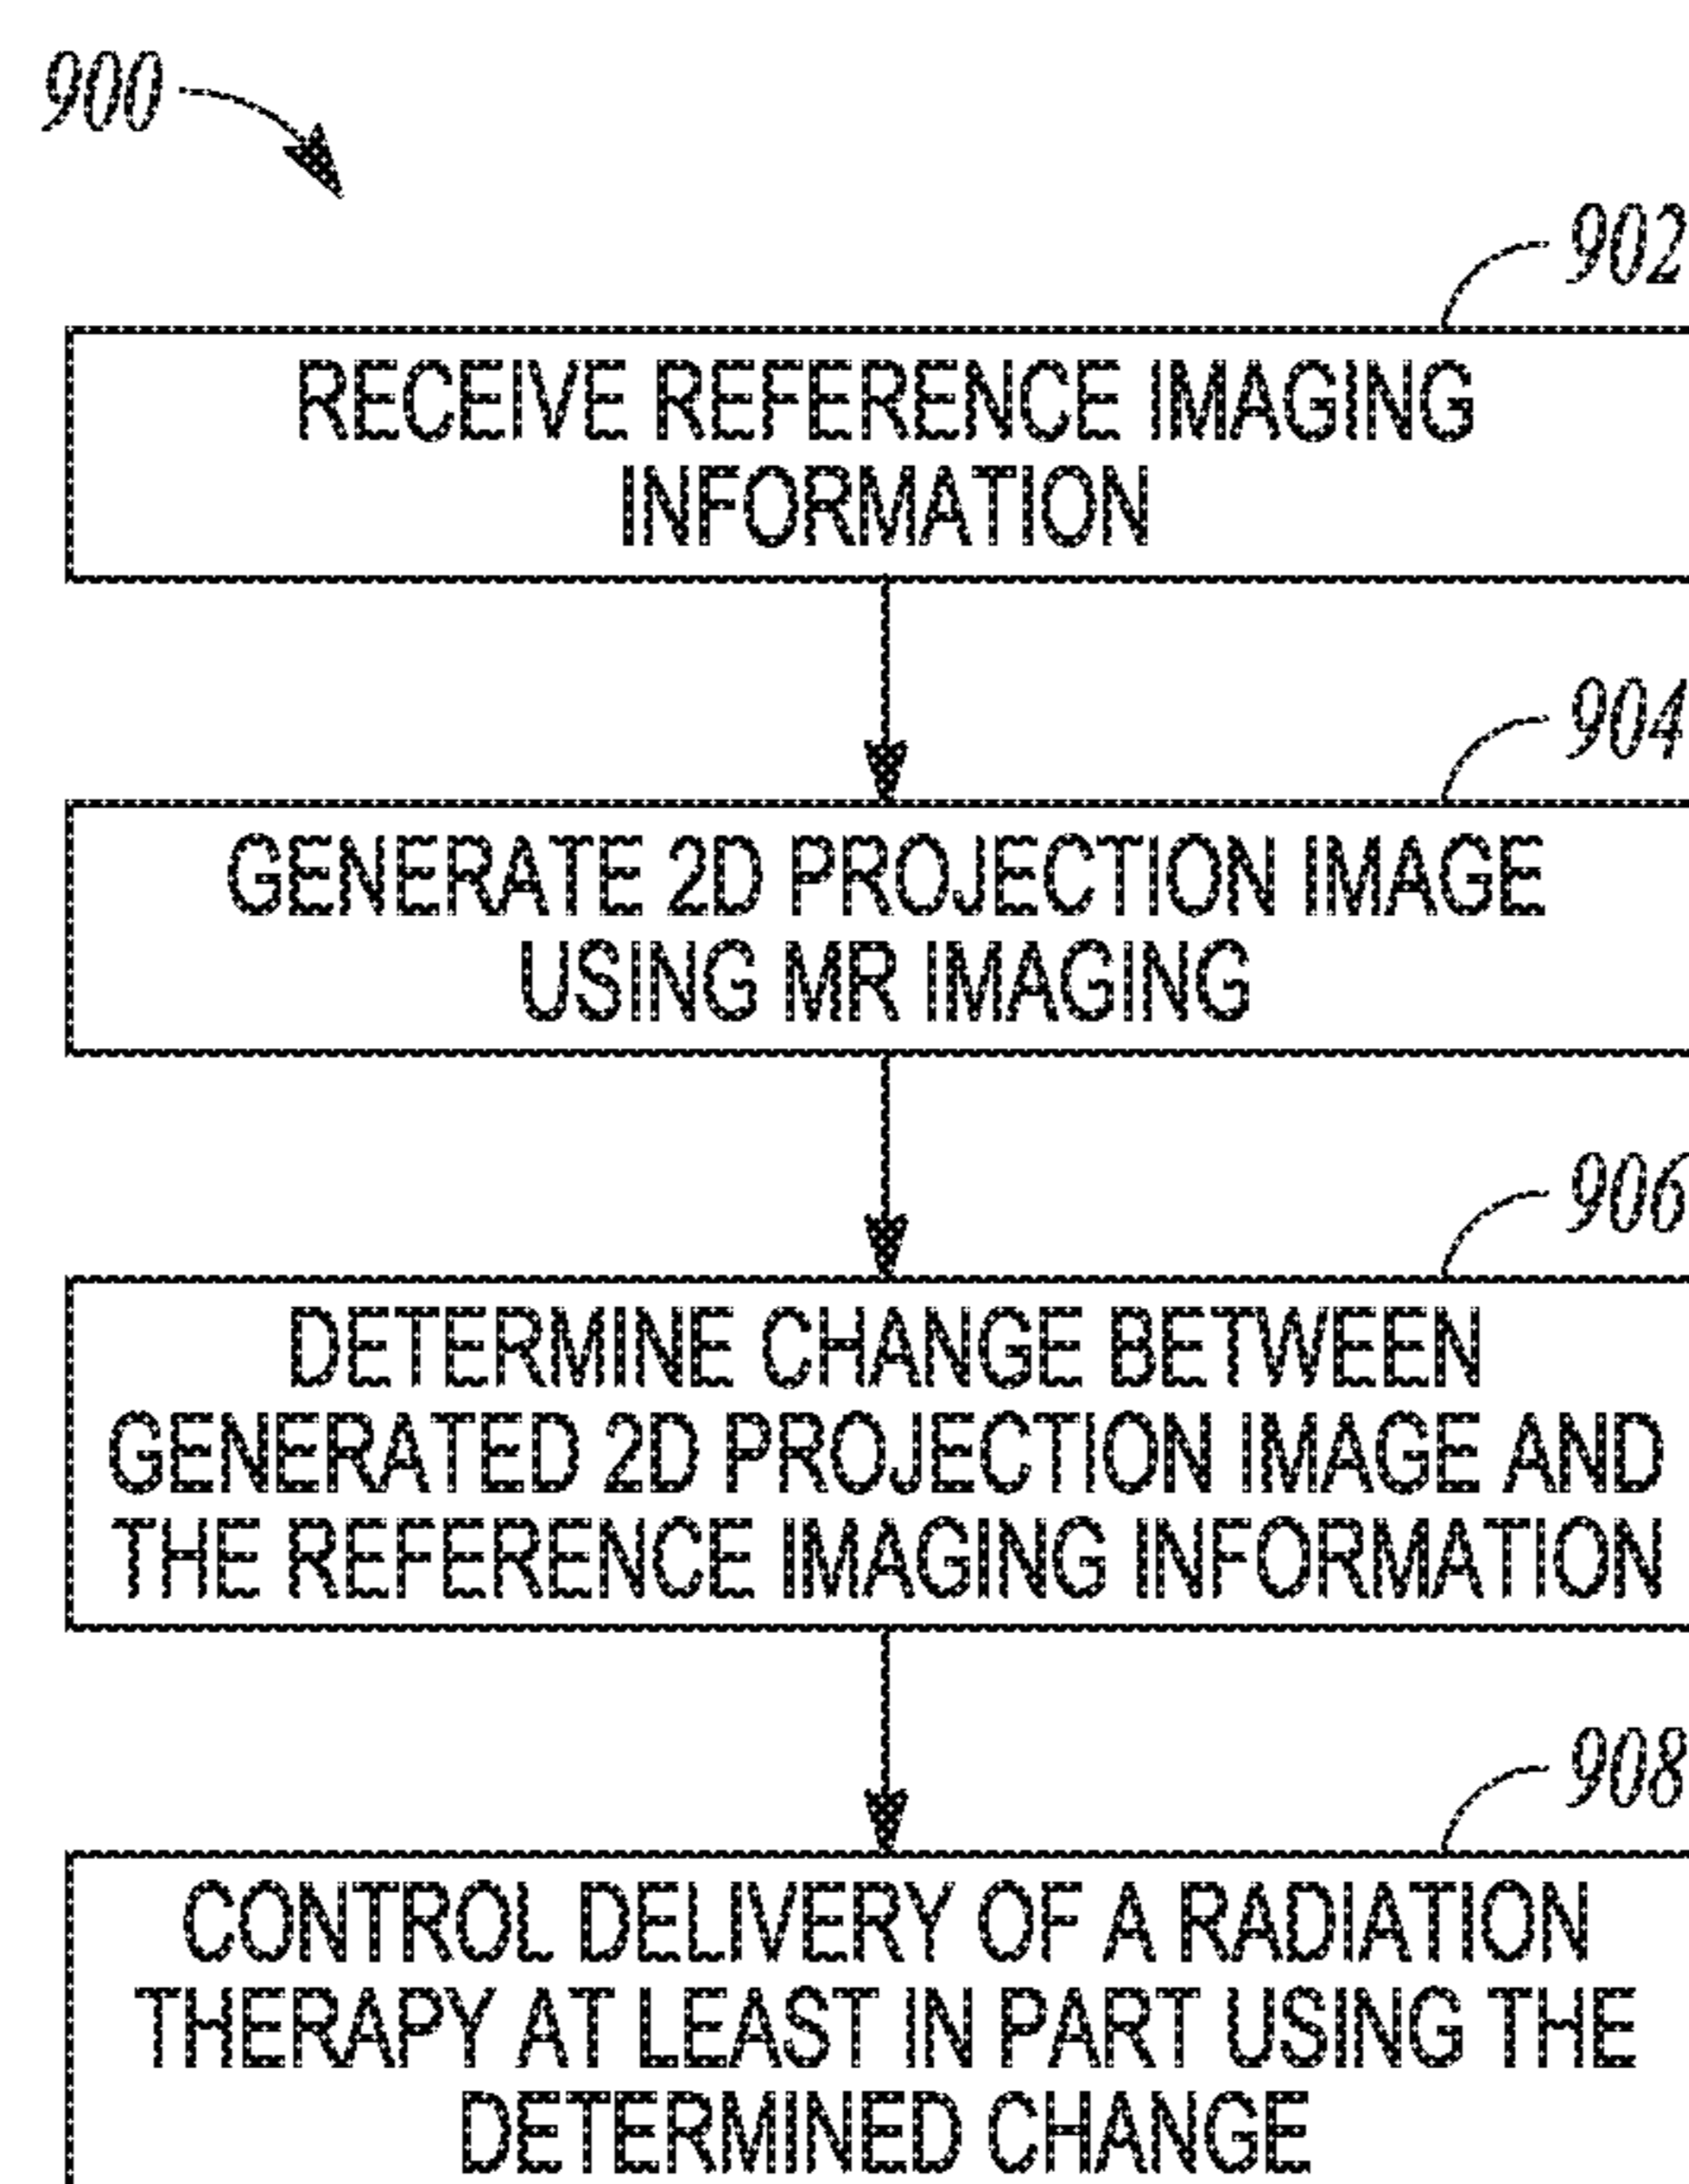 900
902
RECEIVE REFERENCE IMAGING
INFORMATION
904
GENERATE 2D PROJECTION IMAGE
USING MR IMAGING
906
DETERMINE CHANGE BETWEEN
GENERATED 2D PROJECTION IMAGE AND
THE REFERENCE IMAGING INFORMATION
908
CONTROL DELIVERY OF A RADIATION
THERAPY AT LEAST IN PART USING THE
DETERMINED CHANGE